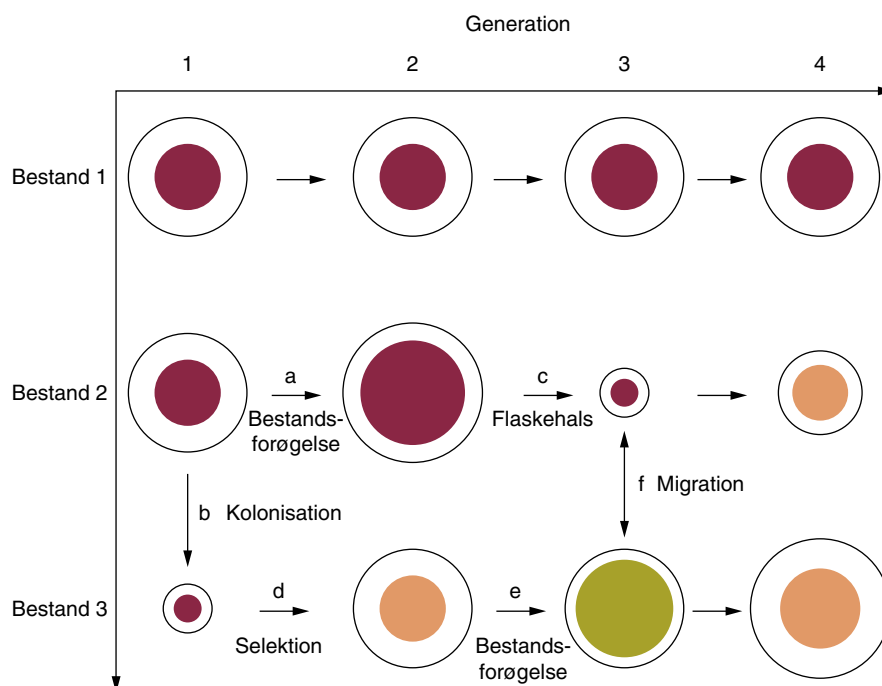 Generation
1 2 3 4
Bestand 1
Bestand 2
a
Bestands-
forøgelse
c
Flaskehals
b Kolonisation
f Migration
Bestand 3
d
Selektion
e
Bestands-
forøgelse